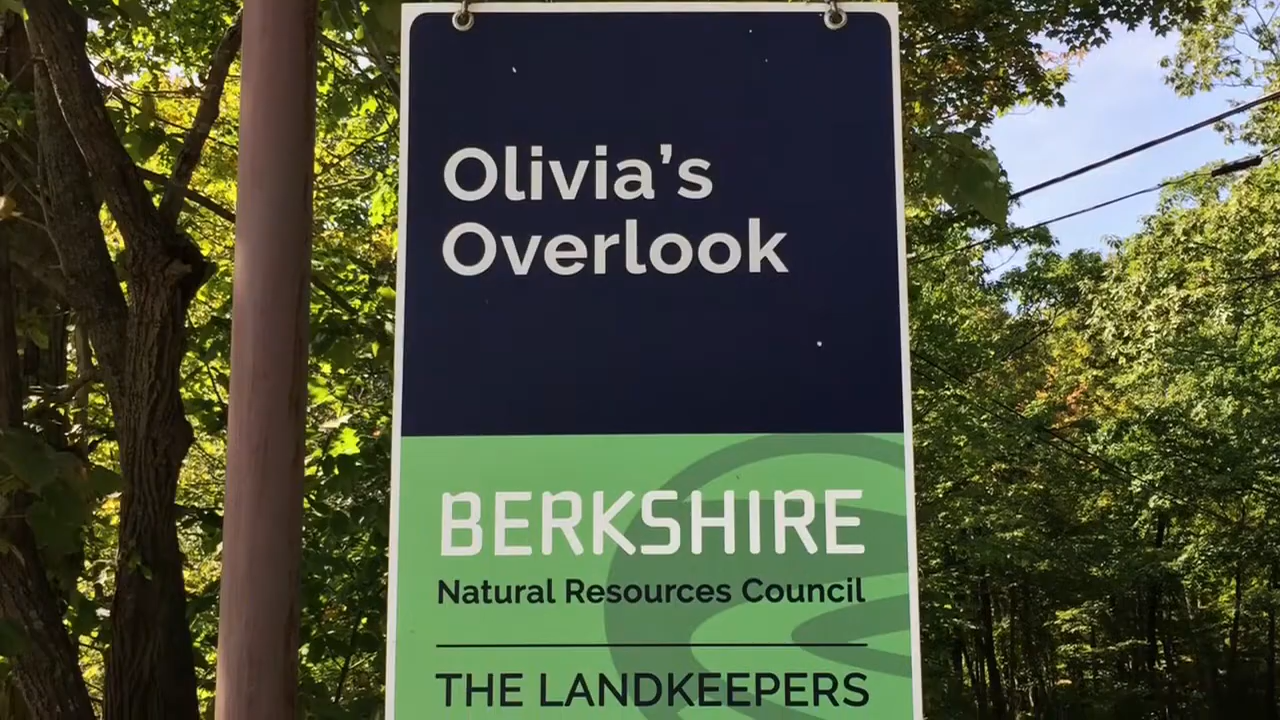 Olivia’s
Overlook
BERKSHIRE
Natural Resources Council
THE LANDKEEPERS